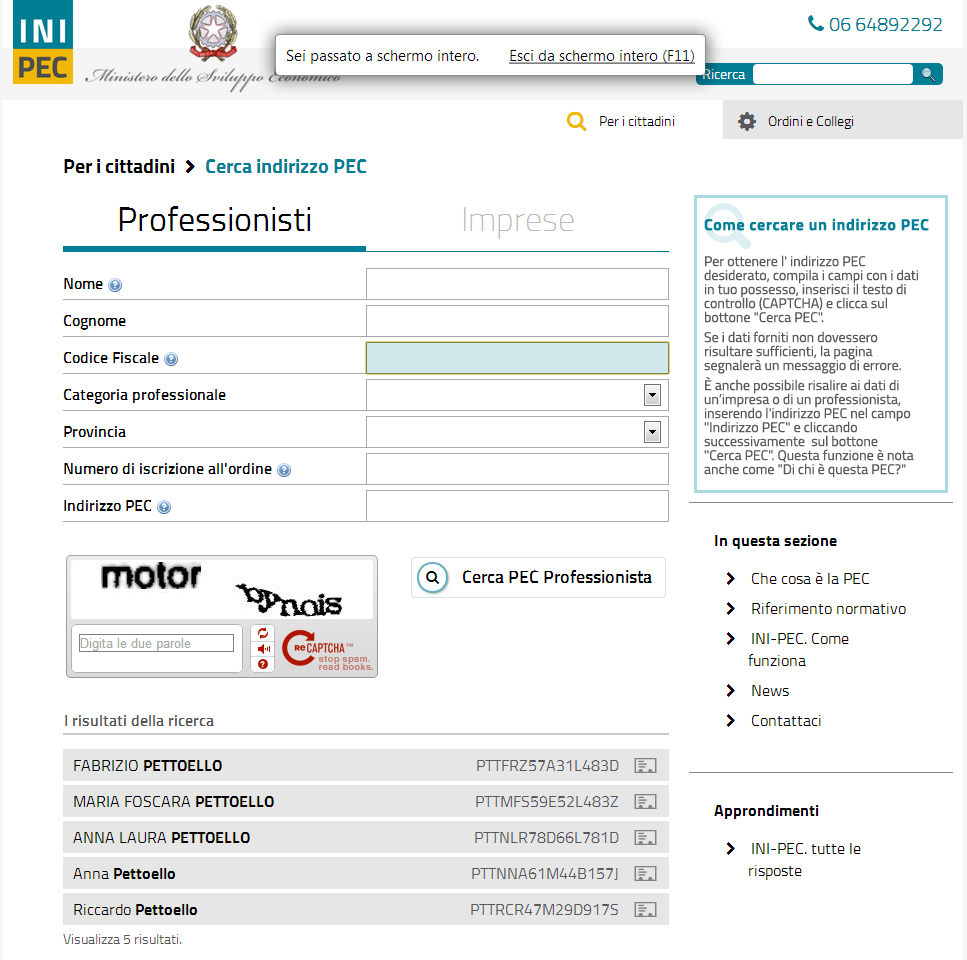 INI
PEC
Ministero dello Sviluppo Economico
Sei passato a schermo intero. Esci da schermo intero (F11)
06 64892292
Ricerca
Per i cittadini
Ordini e Collegi
Per i cittadini > Cerca indirizzo PEC
Professionisti
Imprese
Nome
Cognome
Codice Fiscale
Categoria professionale
Provincia
Numero di iscrizione all'ordine
Indirizzo PEC
motor
Digita le due parole
reCAPTCHA™
stop spam.
read books.
Cerca PEC Professionista
I risultati della ricerca
FABRIZIO PETTOELLO PTTFRZ57A31L483D
MARIA FOSCARA PETTOELLO PTTMFS59E52L483Z
ANNA LAURA PETTOELLO PTTNLR78D66L781D
Anna Pettoello PTTNNA61M44B157J
Riccardo Pettoello PTTRCR47M29D917S
Visualizza 5 risultati.
Come cercare un indirizzo PEC
Per ottenere l' indirizzo PEC
desiderato, compila i campi con i dati
in tuo possesso, inserisci il testo di
controllo (CAPTCHA) e clicca sul
bottone "Cerca PEC".
Se i dati forniti non dovessero
risultare sufficienti, la pagina
segnalerà un messaggio di errore.
È anche possibile risalire ai dati di
un'impresa o di un professionista,
inserendo l'indirizzo PEC nel campo
"Indirizzo PEC" e cliccando
successivamente sul bottone
"Cerca PEC". Questa funzione è nota
anche come "Di chi è questa PEC?"
In questa sezione
Che cosa è la PEC
Riferimento normativo
INI-PEC. Come
funziona
News
Contattaci
Approndimenti
INI-PEC. tutte le
risposte